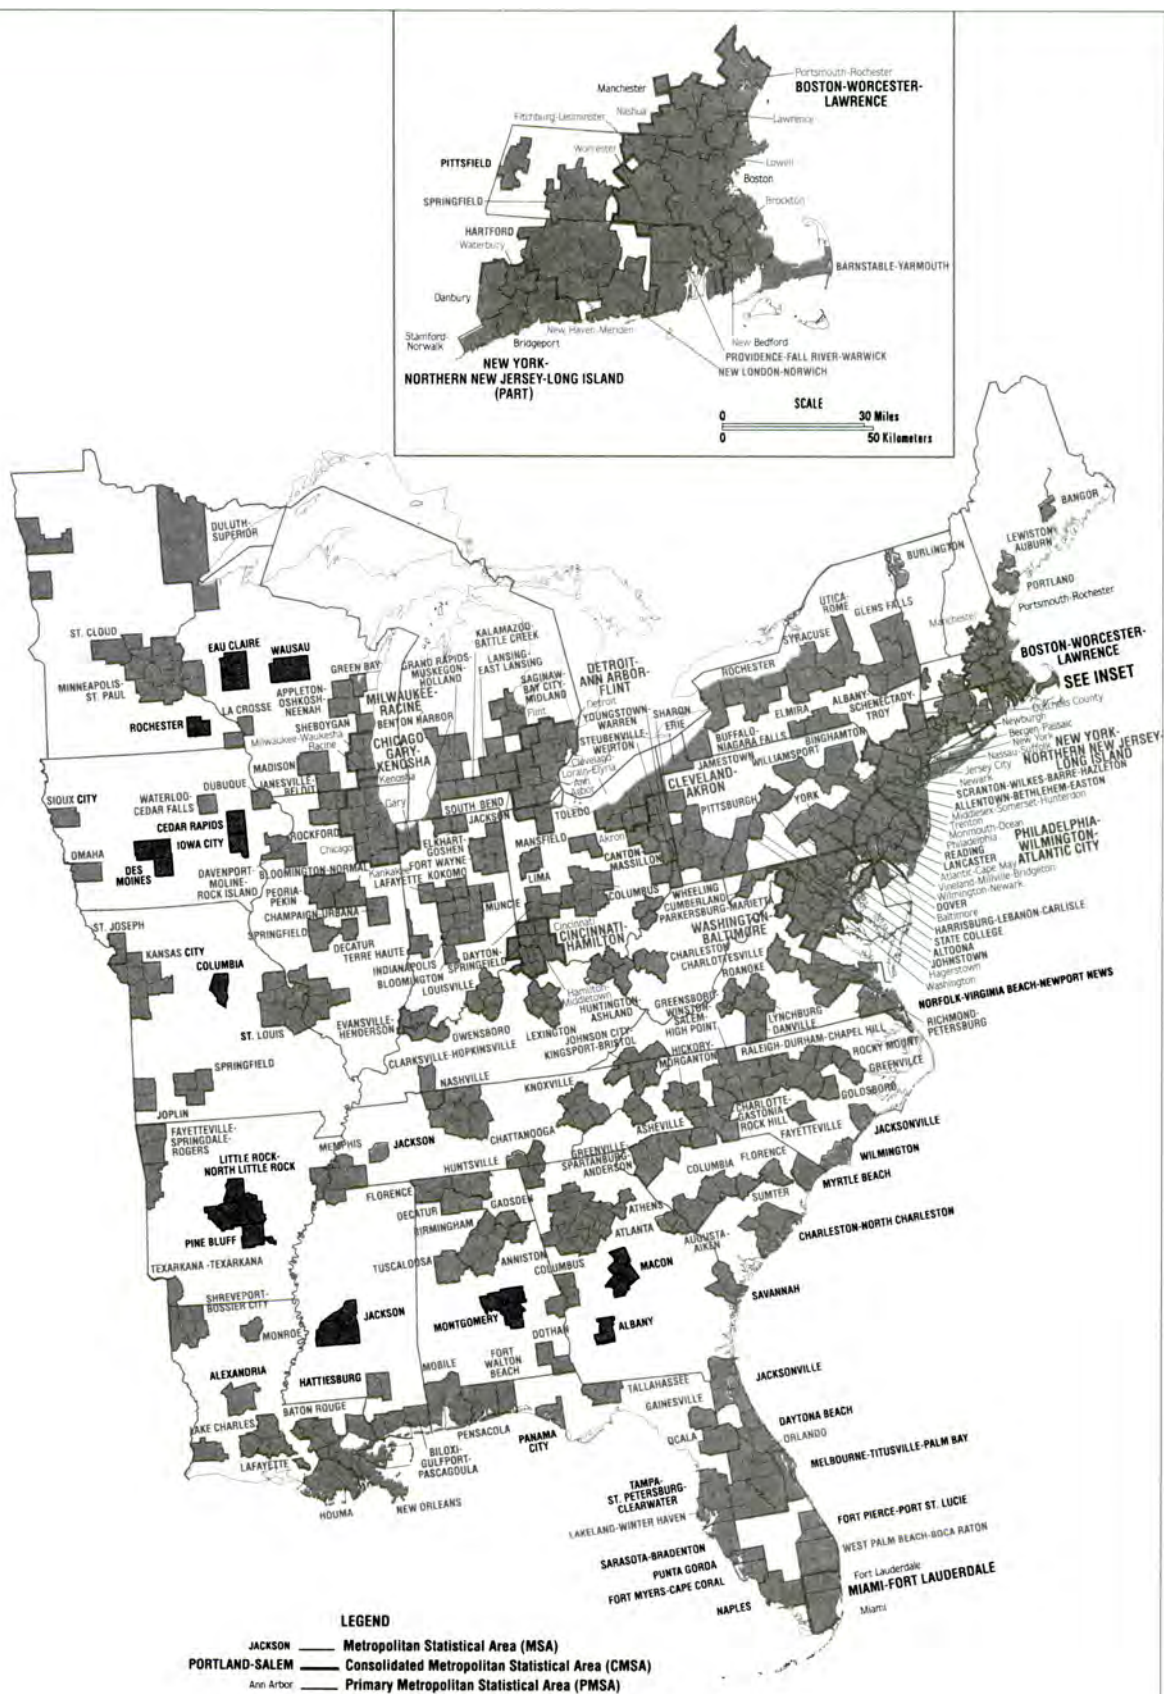 Portsmouth-Rochester
BOSTON-WORCESTER-
LAWRENCE
Manchester
Nashua
Fitchburg-Leominster
Lawrence
Worcester
Lowell
PITTSFIELD
Boston
SPRINGFIELD
Brockton
HARTFORD
Waterbury
BARNSTABLE-YARMOUTH
Danbury
Stamford-
Norwalk
New Haven-Meriden
Bridgeport
New Bedford
PROVIDENCE-FALL RIVER-WARWICK
NEW LONDON-NORWICH
NEW YORK-
NORTHERN NEW JERSEY-LONG ISLAND
(PART)
SCALE
0 30 Miles
0 50 Kilometers
BANGOR
LEWISTON-
AUBURN
PORTLAND
Portsmouth-Rochester
Manchester
BOSTON-WORCESTER-
LAWRENCE
SEE INSET
BURLINGTON
DULUTH-
SUPERIOR
UTICA-
ROME
GLENS FALLS
SYRACUSE
ROCHESTER
ST. CLOUD
EAU CLAIRE
WAUSAU
GREEN BAY
MINNEAPOLIS-
ST. PAUL
ROCHESTER
LA CROSSE
APPLETON-
OSHKOSH-
NEENAH
SHEBOYGAN
Milwaukee-Waukesha
Racine
MILWAUKEE-
RACINE
GRAND RAPIDS-
MUSKEGON-
HOLLAND
KALAMAZOO-
BATTLE CREEK
LANSING-
EAST LANSING
SAGINAW-
BAY CITY-
MIDLAND
Flint
DETROIT-
ANN ARBOR-
FLINT
Detroit
BENTON HARBOR
CHICAGO-
GARY-
KENOSHA
Kenosha
Gary
MADISON
JANESVILLE-
BELOIT
YOUNGSTOWN-
WARREN
STEUBENVILLE-
WEIRTON
Cleveland-
Lorain-Elyria
Ann
Arbor
SHARON
ERIE
BUFFALO-
NIAGARA FALLS
JAMESTOWN
ELMIRA
ALBANY-
SCHENECTADY-
TROY
BINGHAMTON
WILLIAMSPORT
CLEVELAND-
AKRON
PITTSBURGH
YORK
Dutchess County
Newburgh
Bergen-Passaic
New York
Nassau-Suffolk
Jersey City
Newark
NEW YORK-
NORTHERN NEW JERSEY-
LONG ISLAND
SCRANTON-WILKES-BARRE-HAZLETON
ALLENTOWN-BETHLEHEM-EASTON
Middlesex-Somerset-Hunterdon
Trenton
Monmouth-Ocean
Philadelphia
READING
LANCASTER
Atlantic-Cape May
Vineland-Millville-Bridgeton
Wilmington-Newark
PHILADELPHIA-
WILMINGTON-
ATLANTIC CITY
DOVER
Baltimore
HARRISBURG-LEBANON-CARLISLE
STATE COLLEGE
ALTOONA
JOHNSTOWN
Hagerstown
Washington
NORFOLK-VIRGINIA BEACH-NEWPORT NEWS
RICHMOND-
PETERSBURG
SIOUX CITY
WATERLOO-
CEDAR FALLS
DUBUQUE
CEDAR RAPIDS
IOWA CITY
DES
MOINES
OMAHA
ROCKFORD
Chicago
DAVENPORT-
MOLINE-
ROCK ISLAND
BLOOMINGTON-NORMAL
PEORIA-
PEKIN
Kankakee
CHAMPAIGN-URBANA
SPRINGFIELD
DECATUR
TERRE HAUTE
SOUTH BEND
JACKSON
TOLEDO
ELKHART-
GOSHEN
FORT WAYNE
LAFAYETTE
KOKOMO
MUNCIE
MANSFIELD
Akron
LIMA
CANTON-
MASSILLON
COLUMBUS
WHEELING
CUMBERLAND
PARKERSBURG-MARIETTA
WASHINGTON-
BALTIMORE
Cincinnati
CINCINNATI-
HAMILTON
CHARLESTON
CHARLOTTESVILLE
ROANOKE
INDIANAPOLIS
BLOOMINGTON
DAYTON-
SPRINGFIELD
LOUISVILLE
Hamilton-
Middletown
HUNTINGTON-
ASHLAND
ST. JOSEPH
KANSAS CITY
COLUMBIA
ST. LOUIS
EVANSVILLE-
HENDERSON
OWENSBORO
LEXINGTON
CLARKSVILLE-HOPKINSVILLE
JOHNSON CITY-
KINGSPORT-BRISTOL
GREENSBORO-
WINSTON-
SALEM-
HIGH POINT
LYNCHBURG
DANVILLE
RALEIGH-DURHAM-CHAPEL HILL
ROCKY MOUNT
GREENVILLE
GOLDSBORO
HICKORY-
MORGANTON
SPRINGFIELD
JOPLIN
NASHVILLE
KNOXVILLE
FAYETTEVILLE-
SPRINGDALE-
ROGERS
MEMPHIS
JACKSON
CHATTANOOGA
ASHEVILLE
CHARLOTTE-
GASTONIA-
ROCK HILL
FAYETTEVILLE
JACKSONVILLE
WILMINGTON
MYRTLE BEACH
LITTLE ROCK-
NORTH LITTLE ROCK
HUNTSVILLE
GREENVILLE-
SPARTANBURG-
ANDERSON
COLUMBIA
FLORENCE
SUMTER
FLORENCE
DECATUR
GADSDEN
BIRMINGHAM
ATHENS
ATLANTA
AUGUSTA-
AIKEN
CHARLESTON-NORTH CHARLESTON
PINE BLUFF
TEXARKANA -TEXARKANA
TUSCALOOSA
ANNISTON
COLUMBUS
MACON
SAVANNAH
SHREVEPORT-
BOSSIER CITY
MONROE
JACKSON
MONTGOMERY
DOTHAN
ALBANY
ALEXANDRIA
HATTIESBURG
MOBILE
FORT
WALTON
BEACH
TALLAHASSEE
JACKSONVILLE
GAINESVILLE
LAKE CHARLES
BATON ROUGE
LAFAYETTE
PENSACOLA
PANAMA
CITY
BILOXI-
GULFPORT-
PASCAGOULA
HOUMA
NEW ORLEANS
OCALA
DAYTONA BEACH
ORLANDO
MELBOURNE-TITUSVILLE-PALM BAY
TAMPA-
ST. PETERSBURG-
CLEARWATER
LAKELAND-WINTER HAVEN
FORT PIERCE-PORT ST. LUCIE
WEST PALM BEACH-BOCA RATON
SARASOTA-BRADENTON
PUNTA GORDA
FORT MYERS-CAPE CORAL
NAPLES
Fort Lauderdale
MIAMI-FORT LAUDERDALE
Miami
LEGEND
JACKSON Metropolitan Statistical Area (MSA)
PORTLAND-SALEM Consolidated Metropolitan Statistical Area (CMSA)
Ann Arbor Primary Metropolitan Statistical Area (PMSA)